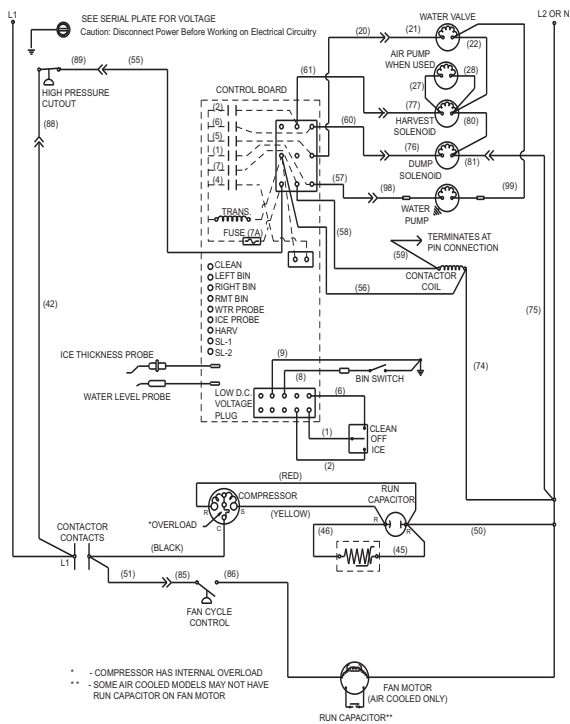 L1
SEE SERIAL PLATE FOR VOLTAGE
Caution: Disconnect Power Before Working on Electrical Circuitry
L2 OR N
WATER VALVE
(20)
(21)
(22)
AIR PUMP
WHEN USED
(89)
(55)
HIGH PRESSURE
CUTOUT
(61)
(27)
(28)
CONTROL BOARD
(88)
(2)
(6)
(5)
(1)
(7)
(4)
(77)
(80)
HARVEST
SOLENOID
(60)
(76)
(81)
DUMP
SOLENOID
(57)
(98)
(99)
WATER
PUMP
TRANS.
FUSE (7A)
(58)
TERMINATES AT
PIN CONNECTION
(59)
CONTACTOR
COIL
(56)
CLEAN
LEFT BIN
RIGHT BIN
RMT BIN
WTR PROBE
ICE PROBE
HARV
SL-1
SL-2
(42)
(75)
(74)
ICE THICKNESS PROBE
WATER LEVEL PROBE
(9)
(8)
BIN SWITCH
LOW D.C.
VOLTAGE
PLUG
(6)
(1)
(2)
CLEAN
OFF
ICE
(RED)
COMPRESSOR
R
S
C
*OVERLOAD
(YELLOW)
RUN
CAPACITOR
R
R
(BLACK)
(46)
(45)
(50)
CONTACTOR
CONTACTS
L1
(51)
(85)
(86)
FAN CYCLE
CONTROL
* - COMPRESSOR HAS INTERNAL OVERLOAD
** - SOME AIR COOLED MODELS MAY NOT HAVE
RUN CAPACITOR ON FAN MOTOR
FAN MOTOR
(AIR COOLED ONLY)
RUN CAPACITOR**